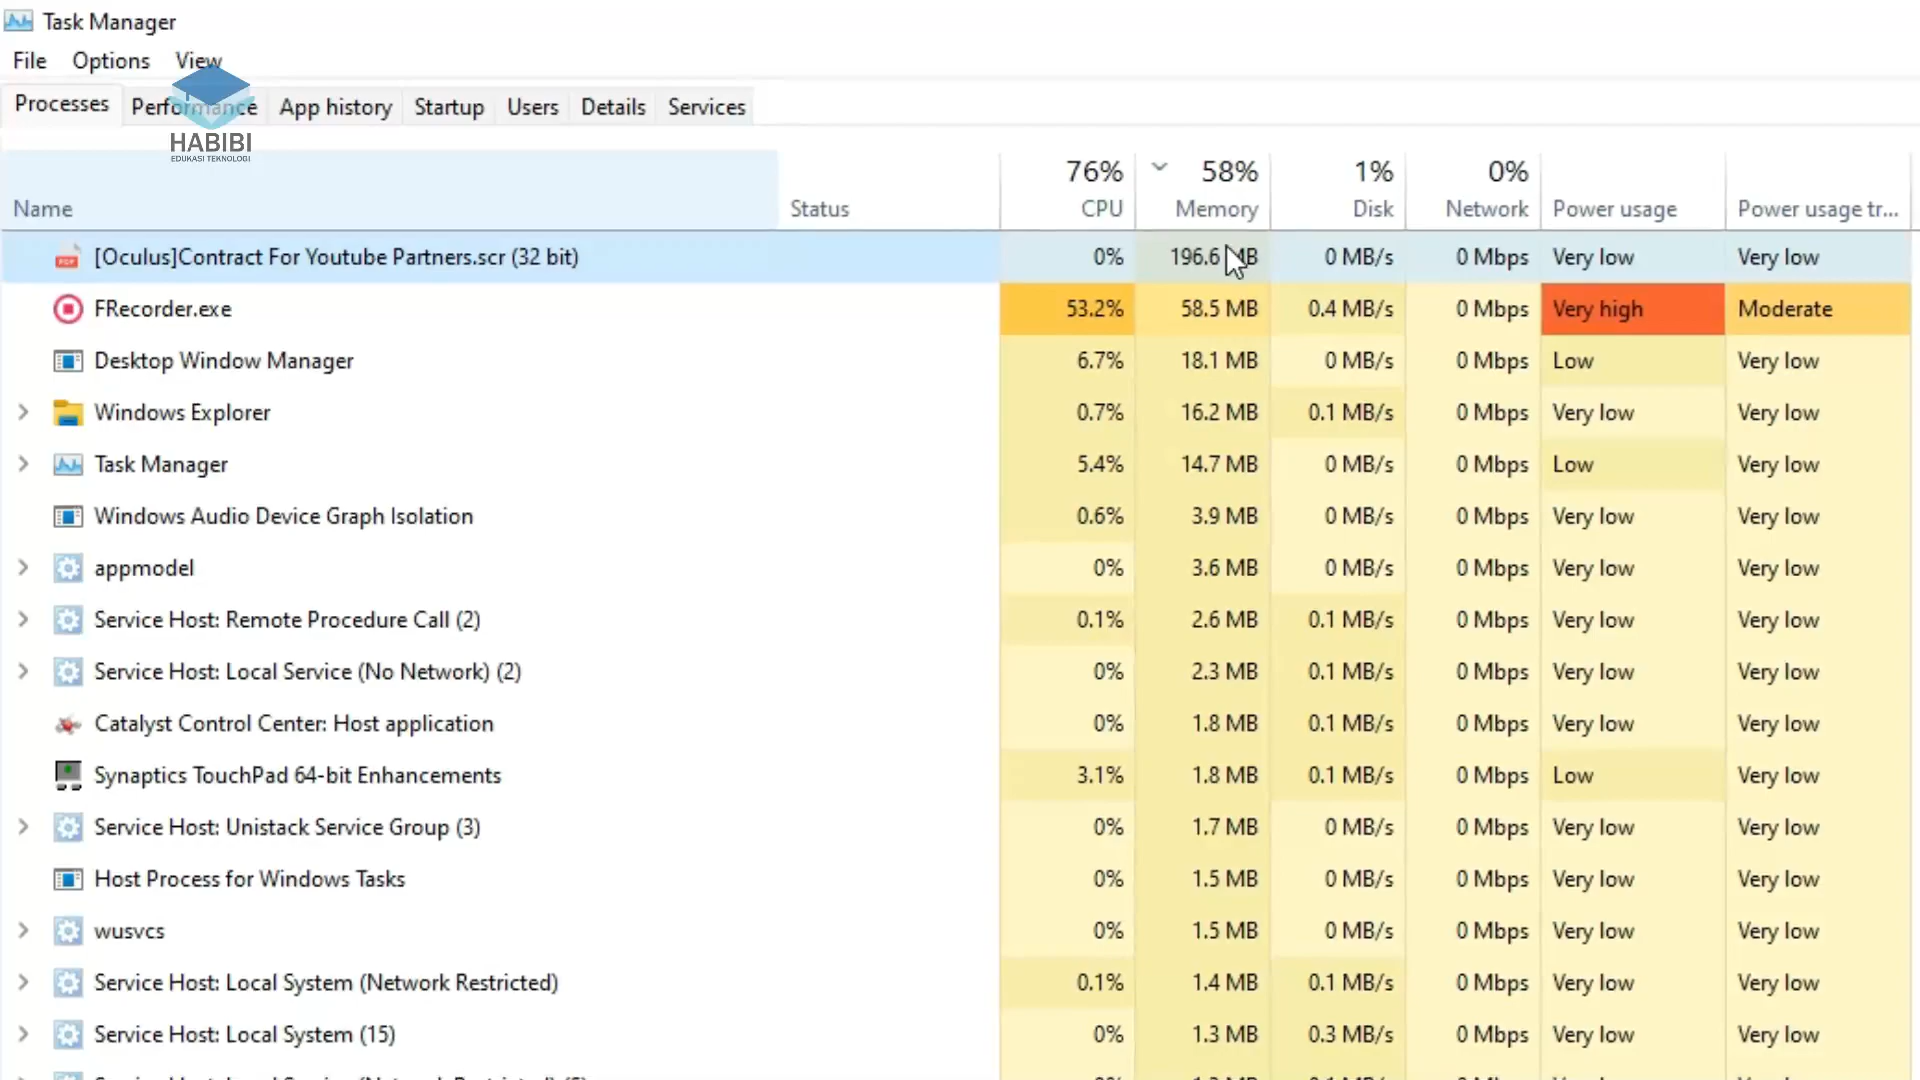 Task Manager
File Options View
Processes Performance App history Startup Users Details Services
HABIBI
EDUKASI TEKNOLOGI
76% 58% 1% 0%
Name Status CPU Memory Disk Network Power usage Power usage tr...
PDF [Oculus]Contract For Youtube Partners.scr (32 bit) 0% 196.6 MB 0 MB/s 0 Mbps Very low Very low
FRecorder.exe 53.2% 58.5 MB 0.4 MB/s 0 Mbps Very high Moderate
Desktop Window Manager 6.7% 18.1 MB 0 MB/s 0 Mbps Low Very low
Windows Explorer 0.7% 16.2 MB 0.1 MB/s 0 Mbps Very low Very low
Task Manager 5.4% 14.7 MB 0 MB/s 0 Mbps Low Very low
Windows Audio Device Graph Isolation 0.6% 3.9 MB 0 MB/s 0 Mbps Very low Very low
appmodel 0% 3.6 MB 0 MB/s 0 Mbps Very low Very low
Service Host: Remote Procedure Call (2) 0.1% 2.6 MB 0.1 MB/s 0 Mbps Very low Very low
Service Host: Local Service (No Network) (2) 0% 2.3 MB 0.1 MB/s 0 Mbps Very low Very low
Catalyst Control Center: Host application 0% 1.8 MB 0.1 MB/s 0 Mbps Very low Very low
Synaptics TouchPad 64-bit Enhancements 3.1% 1.8 MB 0.1 MB/s 0 Mbps Low Very low
Service Host: Unistack Service Group (3) 0% 1.7 MB 0 MB/s 0 Mbps Very low Very low
Host Process for Windows Tasks 0% 1.5 MB 0 MB/s 0 Mbps Very low Very low
wusvcs 0% 1.5 MB 0 MB/s 0 Mbps Very low Very low
Service Host: Local System (Network Restricted) 0.1% 1.4 MB 0.1 MB/s 0 Mbps Very low Very low
Service Host: Local System (15) 0% 1.3 MB 0.3 MB/s 0 Mbps Very low Very low